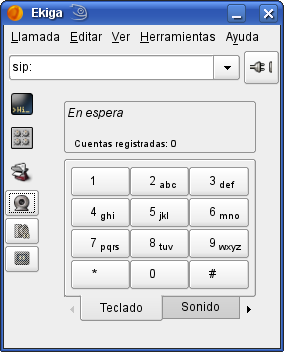 Ekiga
Llamada Editar Ver Herramientas Ayuda
sip:
En espera
Cuentas registradas: 0
1 2 abc 3 def
4 ghi 5 jkl 6 mno
7 pqrs 8 tuv 9 wxyz
* 0 #
Teclado Sonido